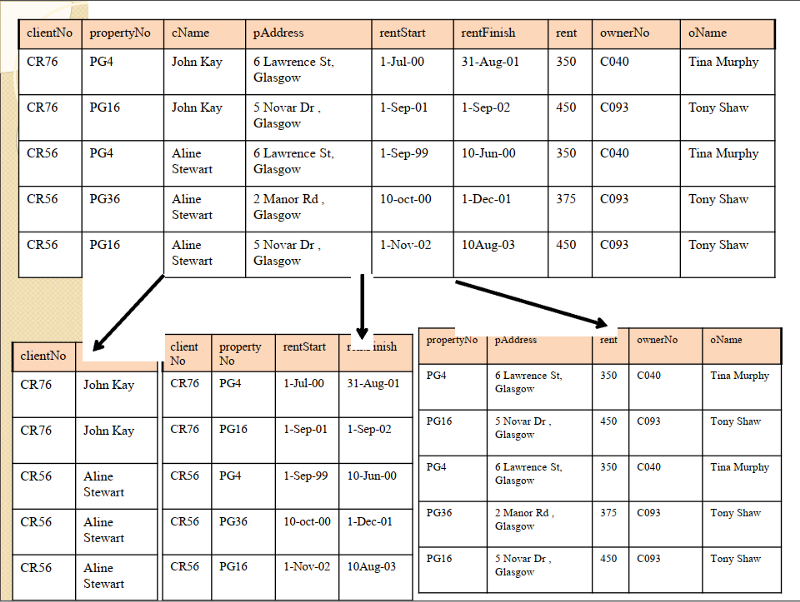 clientNo propertyNo cName pAddress rentStart rentFinish rent ownerNo oName
CR76 PG4 John Kay 6 Lawrence St, 1-Jul-00 31-Aug-01 350 C040 Tina Murphy
Glasgow
CR76 PG16 John Kay 5 Novar Dr , 1-Sep-01 1-Sep-02 450 C093 Tony Shaw
Glasgow
CR56 PG4 Aline 6 Lawrence St, 1-Sep-99 10-Jun-00 350 C040 Tina Murphy
Stewart Glasgow
CR56 PG36 Aline 2 Manor Rd , 10-oct-00 1-Dec-01 375 C093 Tony Shaw
Stewart Glasgow
CR56 PG16 Aline 5 Novar Dr , 1-Nov-02 10Aug-03 450 C093 Tony Shaw
Stewart Glasgow
clientNo
CR76 John Kay
CR76 John Kay
CR56 Aline
Stewart
CR56 Aline
Stewart
CR56 Aline
Stewart
client property rentStart
No No
CR76 PG4 1-Jul-00 31-Aug-01
CR76 PG16 1-Sep-01 1-Sep-02
CR56 PG4 1-Sep-99 10-Jun-00
CR56 PG36 10-oct-00 1-Dec-01
CR56 PG16 1-Nov-02 10Aug-03
propertyNo pAddress rent ownerNo oName
PG4 6 Lawrence St, 350 C040 Tina Murphy
Glasgow
PG16 5 Novar Dr , 450 C093 Tony Shaw
Glasgow
PG4 6 Lawrence St, 350 C040 Tina Murphy
Glasgow
PG36 2 Manor Rd , 375 C093 Tony Shaw
Glasgow
PG16 5 Novar Dr , 450 C093 Tony Shaw
Glasgow